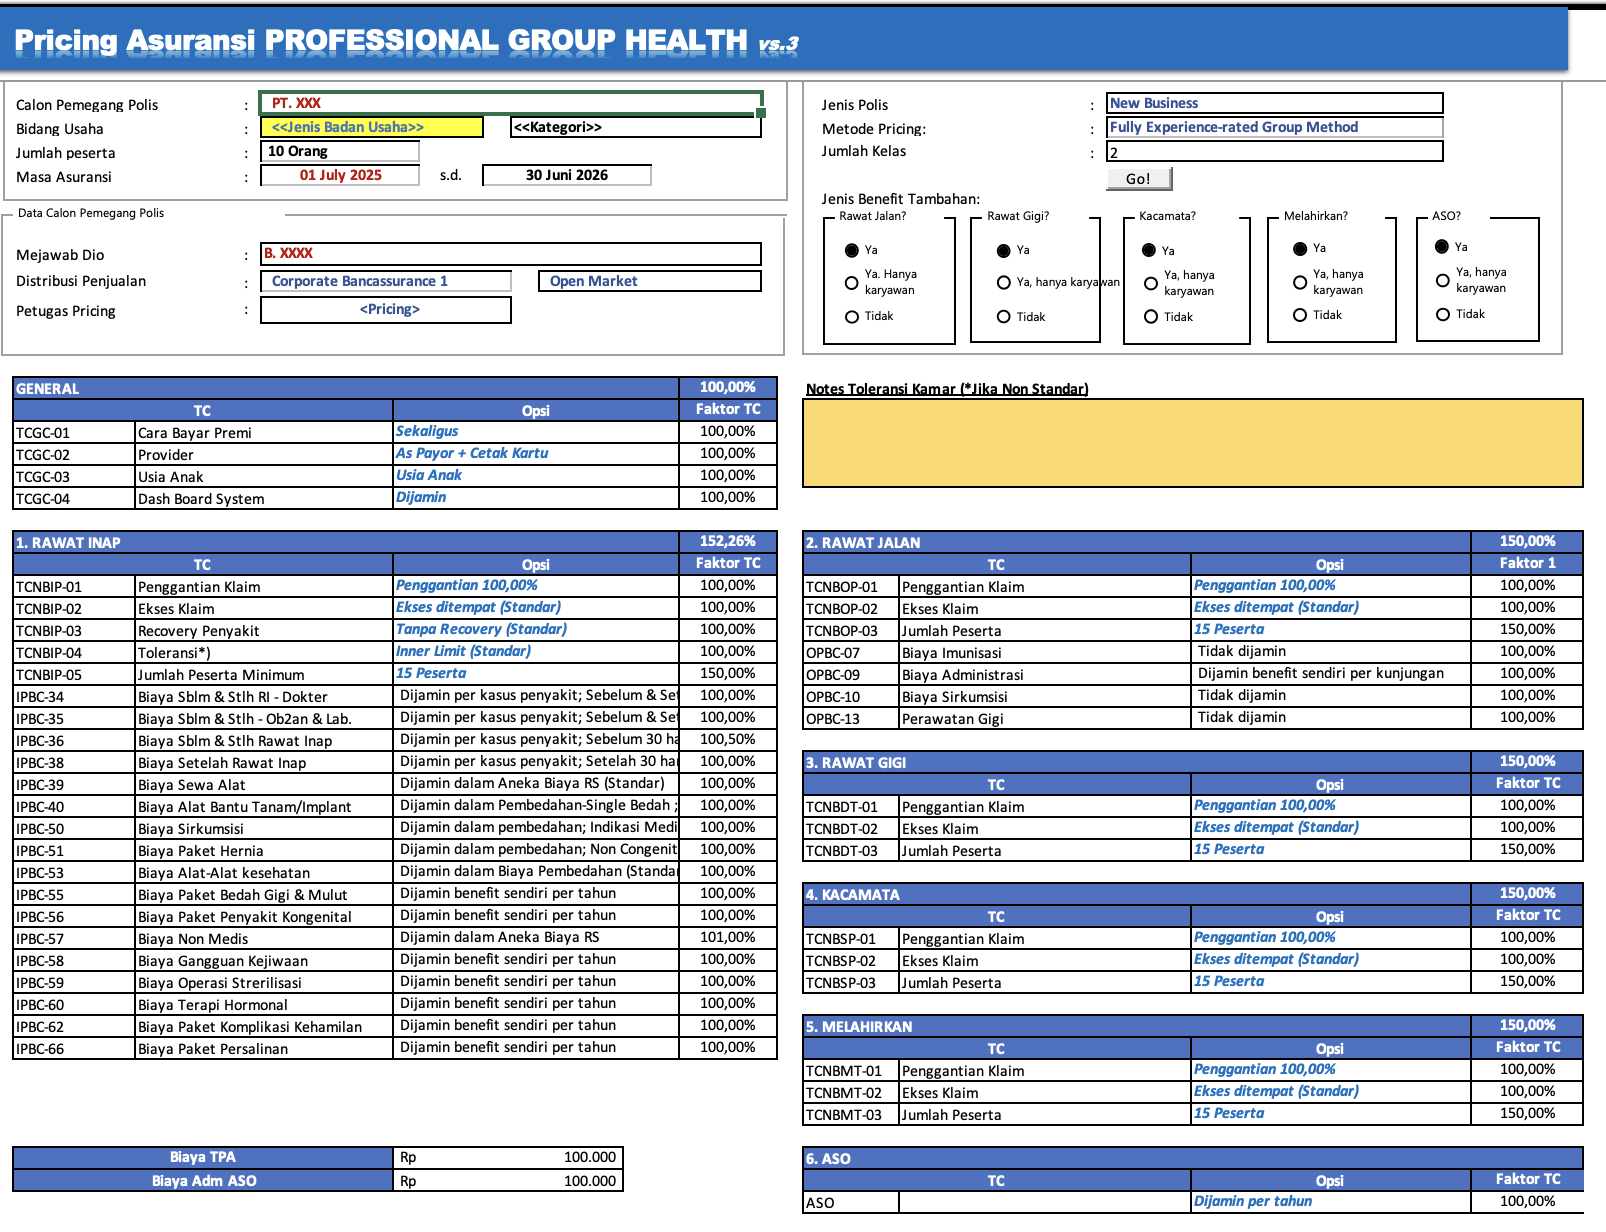 Pricing Asuransi PROFESSIONAL GROUP HEALTH vs.3
Calon Pemegang Polis : PT. XXX
Bidang Usaha : <<Jenis Badan Usaha>> <<Kategori>>
Jumlah peserta : 10 Orang
Masa Asuransi : 01 July 2025 s.d. 30 Juni 2026
Data Calon Pemegang Polis
Mejawab Dio : B. XXXX
Distribusi Penjualan : Corporate Bancassurance 1 Open Market
Petugas Pricing : <Pricing>
Jenis Polis : New Business
Metode Pricing: : Fully Experience-rated Group Method
Jumlah Kelas : 2
Go!
Jenis Benefit Tambahan:
Rawat Jalan?
Ya
Ya. Hanya
karyawan
Tidak
Rawat Gigi?
Ya
Ya, hanya karyawan
Tidak
Kacamata?
Ya
Ya, hanya
karyawan
Tidak
Melahirkan?
Ya
Ya, hanya
karyawan
Tidak
ASO?
Ya
Ya, hanya
karyawan
Tidak
GENERAL 100,00%
TC Opsi Faktor TC
TCGC-01 Cara Bayar Premi Sekaligus 100,00%
TCGC-02 Provider As Payor + Cetak Kartu 100,00%
TCGC-03 Usia Anak Usia Anak 100,00%
TCGC-04 Dash Board System Dijamin 100,00%
Notes Toleransi Kamar (*Jika Non Standar)
1. RAWAT INAP 152,26%
TC Opsi Faktor TC
TCNBIP-01 Penggantian Klaim Penggantian 100,00% 100,00%
TCNBIP-02 Ekses Klaim Ekses ditempat (Standar) 100,00%
TCNBIP-03 Recovery Penyakit Tanpa Recovery (Standar) 100,00%
TCNBIP-04 Toleransi*) Inner Limit (Standar) 100,00%
TCNBIP-05 Jumlah Peserta Minimum 15 Peserta 150,00%
IPBC-34 Biaya Sblm & Stlh RI - Dokter Dijamin per kasus penyakit; Sebelum & Set 100,00%
IPBC-35 Biaya Sblm & Stlh - Ob2an & Lab. Dijamin per kasus penyakit; Sebelum & Set 100,00%
IPBC-36 Biaya Sblm & Stlh Rawat Inap Dijamin per kasus penyakit; Sebelum 30 ha 100,50%
IPBC-38 Biaya Setelah Rawat Inap Dijamin per kasus penyakit; Setelah 30 har 100,00%
IPBC-39 Biaya Sewa Alat Dijamin dalam Aneka Biaya RS (Standar) 100,00%
IPBC-40 Biaya Alat Bantu Tanam/Implant Dijamin dalam Pembedahan-Single Bedah ; 100,00%
IPBC-50 Biaya Sirkumsisi Dijamin dalam pembedahan; Indikasi Medi 100,00%
IPBC-51 Biaya Paket Hernia Dijamin dalam pembedahan; Non Congenit 100,00%
IPBC-53 Biaya Alat-Alat kesehatan Dijamin dalam Biaya Pembedahan (Standar 100,00%
IPBC-55 Biaya Paket Bedah Gigi & Mulut Dijamin benefit sendiri per tahun 100,00%
IPBC-56 Biaya Paket Penyakit Kongenital Dijamin benefit sendiri per tahun 100,00%
IPBC-57 Biaya Non Medis Dijamin dalam Aneka Biaya RS 101,00%
IPBC-58 Biaya Gangguan Kejiwaan Dijamin benefit sendiri per tahun 100,00%
IPBC-59 Biaya Operasi Strerilisasi Dijamin benefit sendiri per tahun 100,00%
IPBC-60 Biaya Terapi Hormonal Dijamin benefit sendiri per tahun 100,00%
IPBC-62 Biaya Paket Komplikasi Kehamilan Dijamin benefit sendiri per tahun 100,00%
IPBC-66 Biaya Paket Persalinan Dijamin benefit sendiri per tahun 100,00%
Biaya TPA Rp 100.000
Biaya Adm ASO Rp 100.000
2. RAWAT JALAN 150,00%
TC Opsi Faktor 1
TCNBOP-01 Penggantian Klaim Penggantian 100,00% 100,00%
TCNBOP-02 Ekses Klaim Ekses ditempat (Standar) 100,00%
TCNBOP-03 Jumlah Peserta 15 Peserta 150,00%
OPBC-07 Biaya Imunisasi Tidak dijamin 100,00%
OPBC-09 Biaya Administrasi Dijamin benefit sendiri per kunjungan 100,00%
OPBC-10 Biaya Sirkumsisi Tidak dijamin 100,00%
OPBC-13 Perawatan Gigi Tidak dijamin 100,00%
3. RAWAT GIGI 150,00%
TC Opsi Faktor TC
TCNBDT-01 Penggantian Klaim Penggantian 100,00% 100,00%
TCNBDT-02 Ekses Klaim Ekses ditempat (Standar) 100,00%
TCNBDT-03 Jumlah Peserta 15 Peserta 150,00%
4. KACAMATA 150,00%
TC Opsi Faktor TC
TCNBSP-01 Penggantian Klaim Penggantian 100,00% 100,00%
TCNBSP-02 Ekses Klaim Ekses ditempat (Standar) 100,00%
TCNBSP-03 Jumlah Peserta 15 Peserta 150,00%
5. MELAHIRKAN 150,00%
TC Opsi Faktor TC
TCNBMT-01 Penggantian Klaim Penggantian 100,00% 100,00%
TCNBMT-02 Ekses Klaim Ekses ditempat (Standar) 100,00%
TCNBMT-03 Jumlah Peserta 15 Peserta 150,00%
6. ASO
TC Opsi Faktor TC
ASO Dijamin per tahun 100,00%